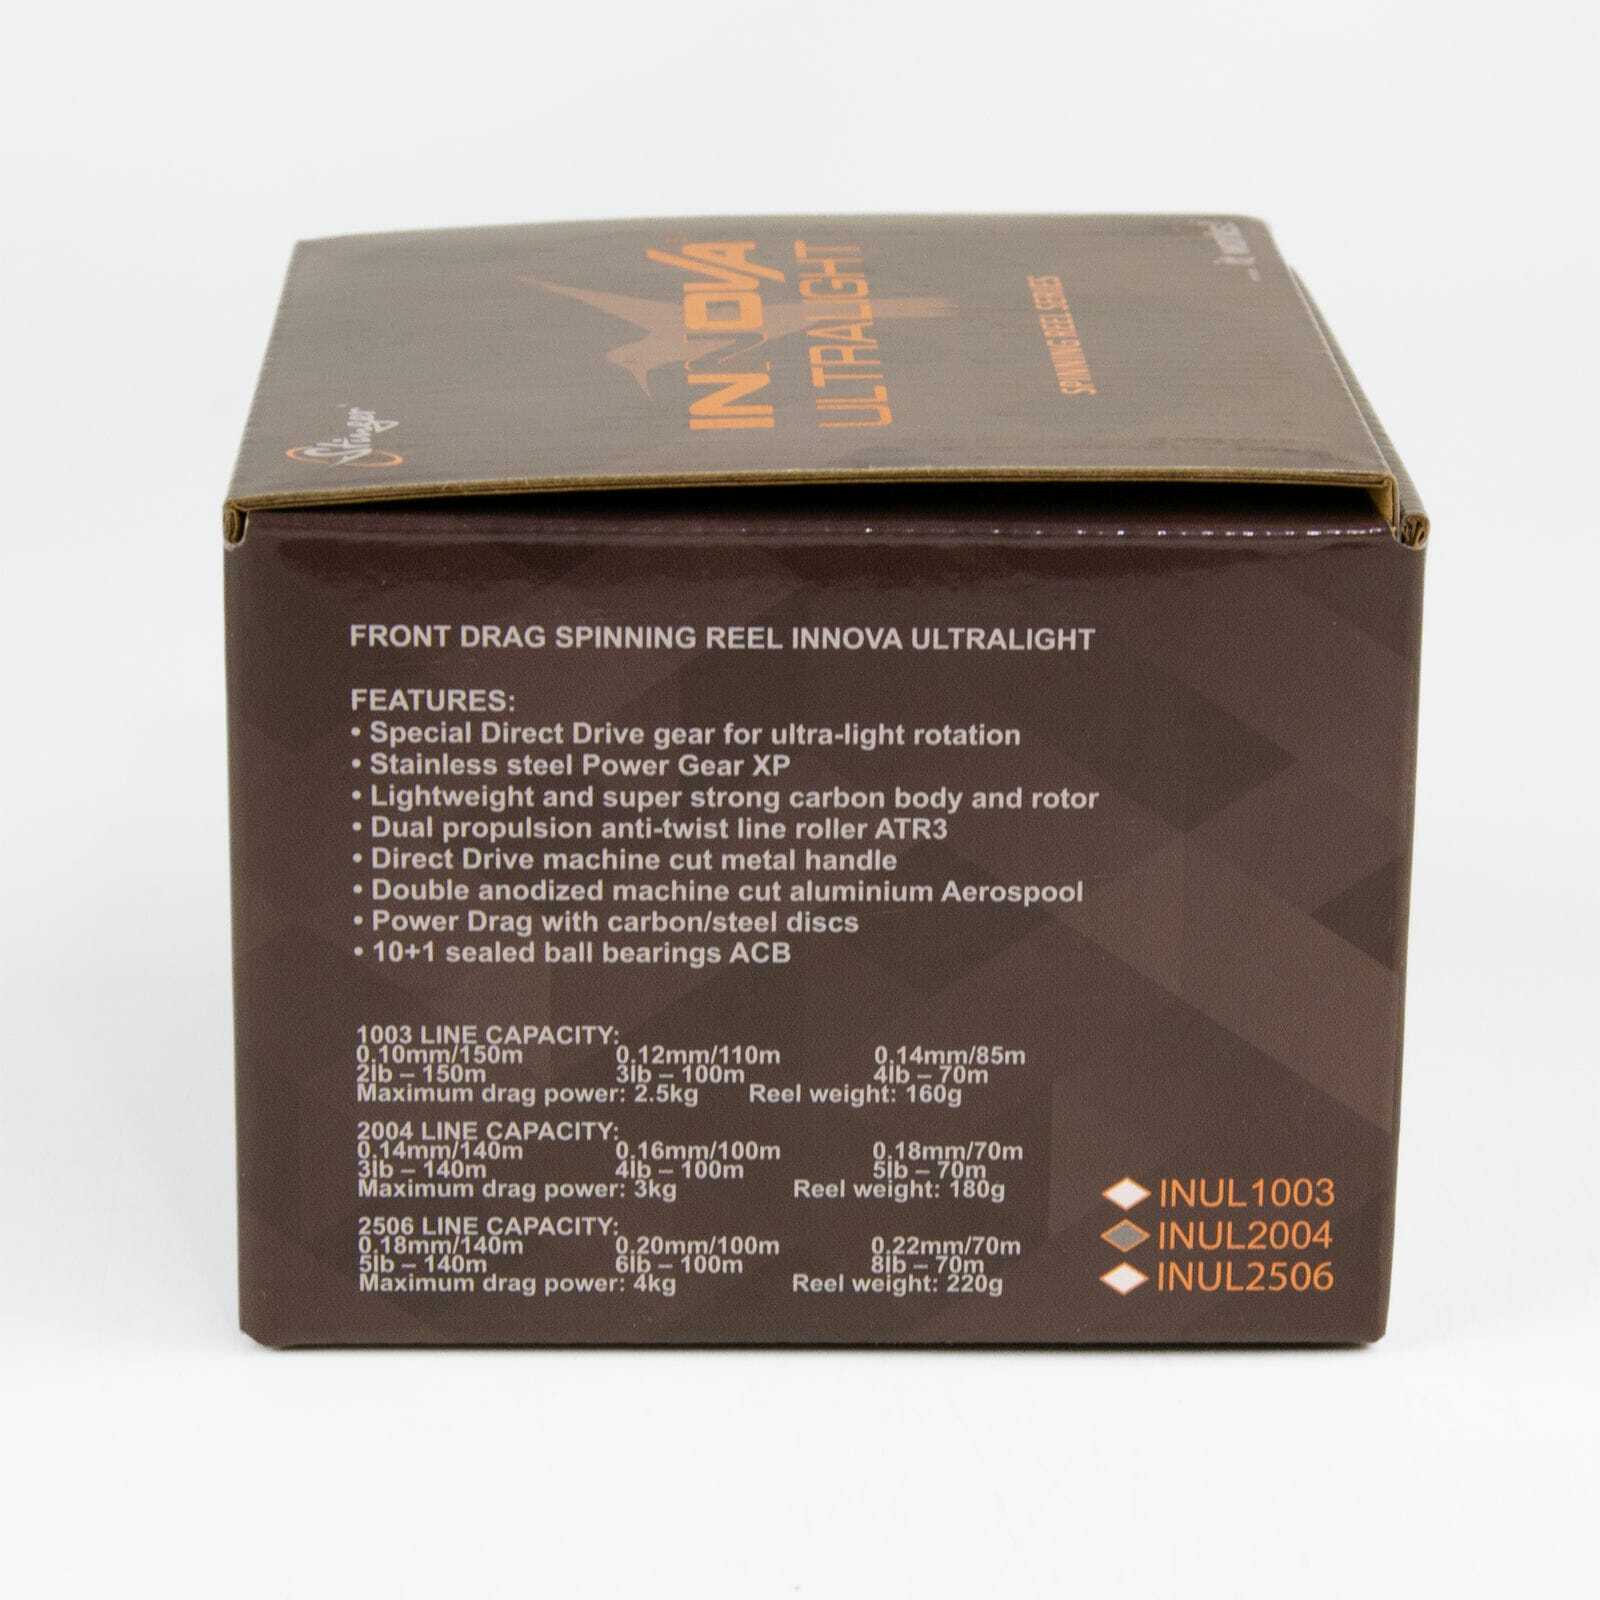 Stinger
INNOVA
ULTRALIGHT
SPINNING REEL SERIES
FRONT DRAG SPINNING REEL INNOVA ULTRALIGHT
FEATURES:
• Special Direct Drive gear for ultra-light rotation
• Stainless steel Power Gear XP
• Lightweight and super strong carbon body and rotor
• Dual propulsion anti-twist line roller ATR3
• Direct Drive machine cut metal handle
• Double anodized machine cut aluminium Aerospool
• Power Drag with carbon/steel discs
• 10+1 sealed ball bearings ACB
1003 LINE CAPACITY:
0.10mm/150m 0.12mm/110m 0.14mm/85m
2lb – 150m 3lb – 100m 4lb – 70m
Maximum drag power: 2.5kg Reel weight: 160g
2004 LINE CAPACITY:
0.14mm/140m 0.16mm/100m 0.18mm/70m
3lb – 140m 4lb – 100m 5lb – 70m
Maximum drag power: 3kg Reel weight: 180g
2506 LINE CAPACITY:
0.18mm/140m 0.20mm/100m 0.22mm/70m
5lb – 140m 6lb – 100m 8lb – 70m
Maximum drag power: 4kg Reel weight: 220g
INUL1003
INUL2004
INUL2506